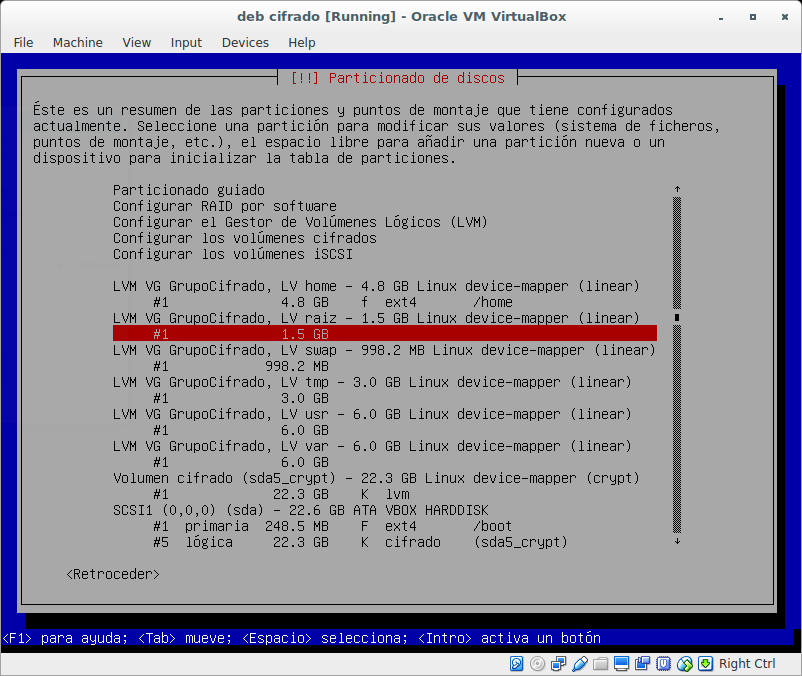 deb cifrado [Running] - Oracle VM VirtualBox
File Machine View Input Devices Help
[!!] Particionado de discos
Éste es un resumen de las particiones y puntos de montaje que tiene configurados
actualmente. Seleccione una partición para modificar sus valores (sistema de ficheros,
puntos de montaje, etc.), el espacio libre para añadir una partición nueva o un
dispositivo para inicializar la tabla de particiones.
Particionado guiado
Configurar RAID por software
Configurar el Gestor de Volúmenes Lógicos (LVM)
Configurar los volúmenes cifrados
Configurar los volúmenes iSCSI
LVM VG GrupoCifrado, LV home - 4.8 GB Linux device-mapper (linear)
#1 4.8 GB f ext4 /home
LVM VG GrupoCifrado, LV raiz - 1.5 GB Linux device-mapper (linear)
#1 1.5 GB
LVM VG GrupoCifrado, LV swap - 998.2 MB Linux device-mapper (linear)
#1 998.2 MB
LVM VG GrupoCifrado, LV tmp - 3.0 GB Linux device-mapper (linear)
#1 3.0 GB
LVM VG GrupoCifrado, LV usr - 6.0 GB Linux device-mapper (linear)
#1 6.0 GB
LVM VG GrupoCifrado, LV var - 6.0 GB Linux device-mapper (linear)
#1 6.0 GB
Volumen cifrado (sda5_crypt) - 22.3 GB Linux device-mapper (crypt)
#1 22.3 GB K lvm
SCSI1 (0,0,0) (sda) - 22.6 GB ATA VBOX HARDDISK
#1 primaria 248.5 MB F ext4 /boot
#5 lógica 22.3 GB K cifrado (sda5_crypt)
<Retroceder>
<F1> para ayuda; <Tab> mueve; <Espacio> selecciona; <Intro> activa un botón
Right Ctrl